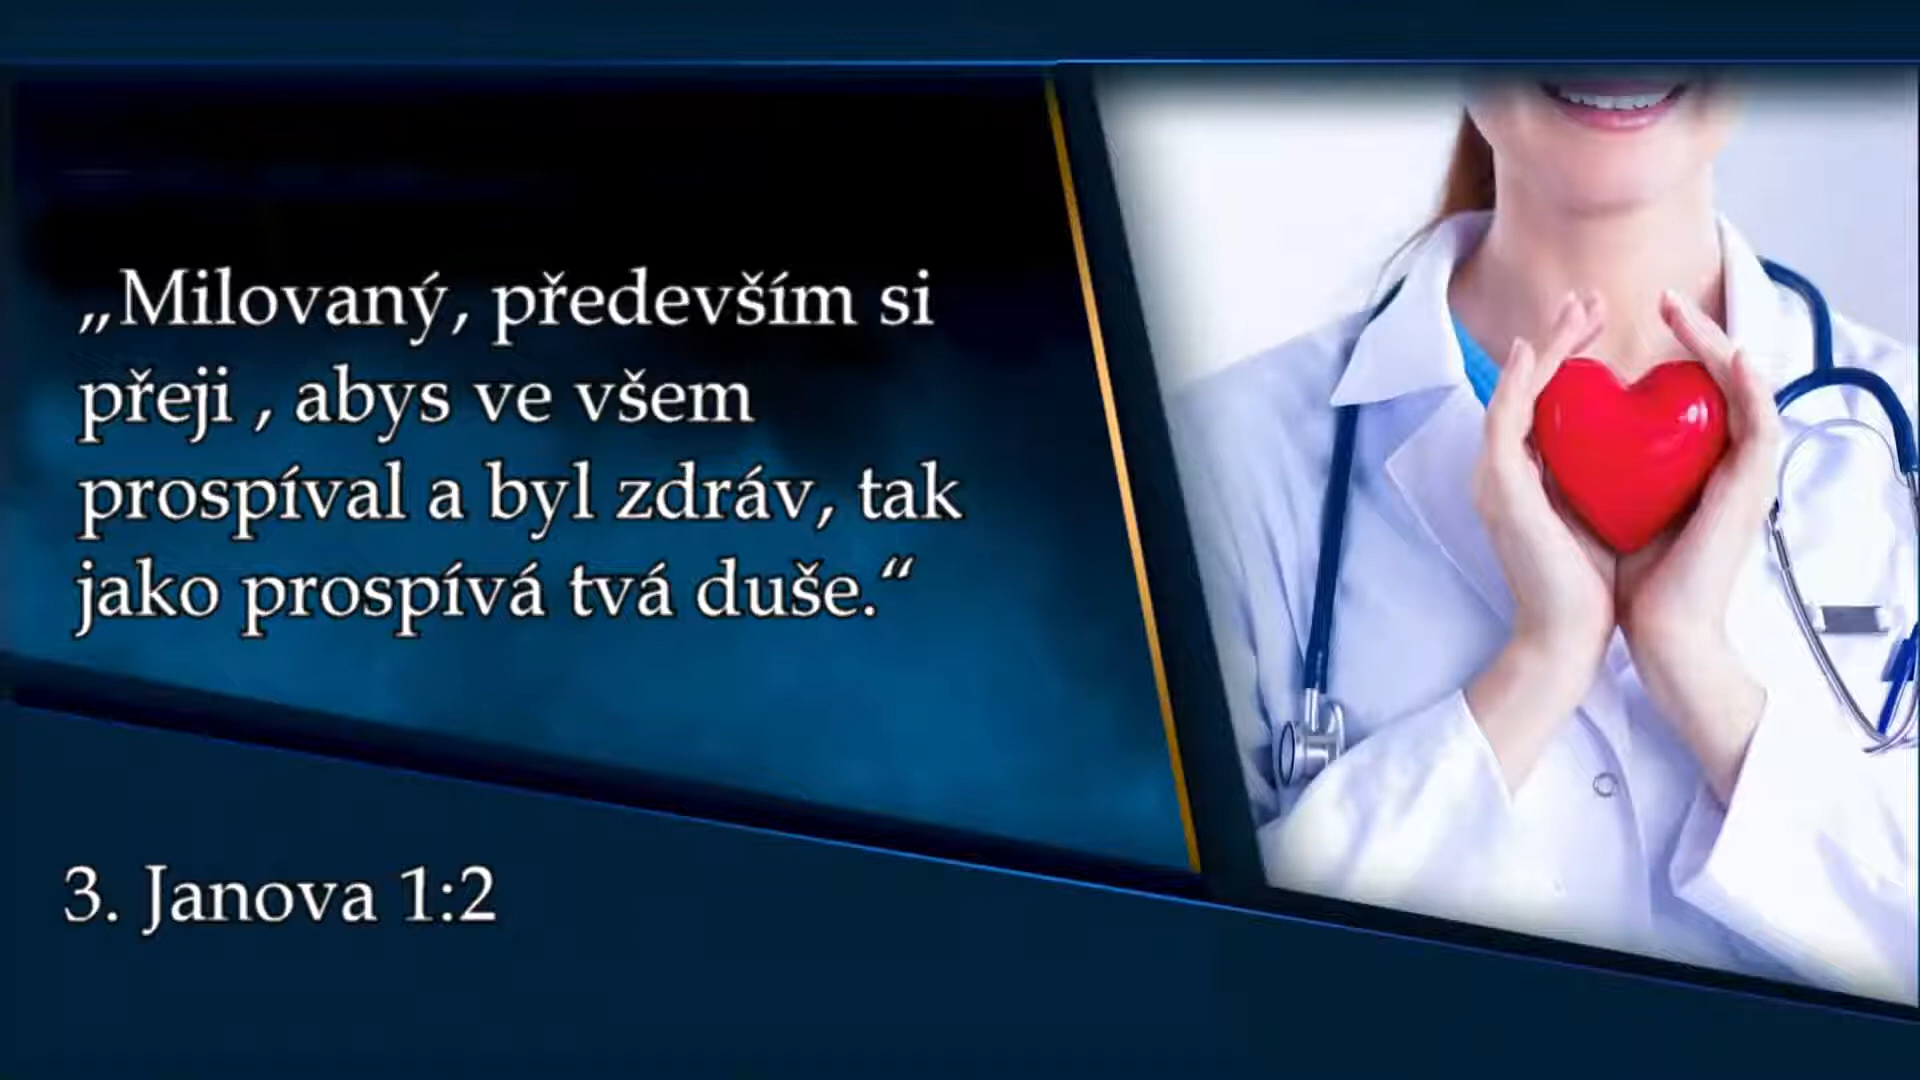 „Milovaný, především si
přeji , abys ve všem
prospíval a byl zdráv, tak
jako prospívá tvá duše.“
3. Janova 1:2